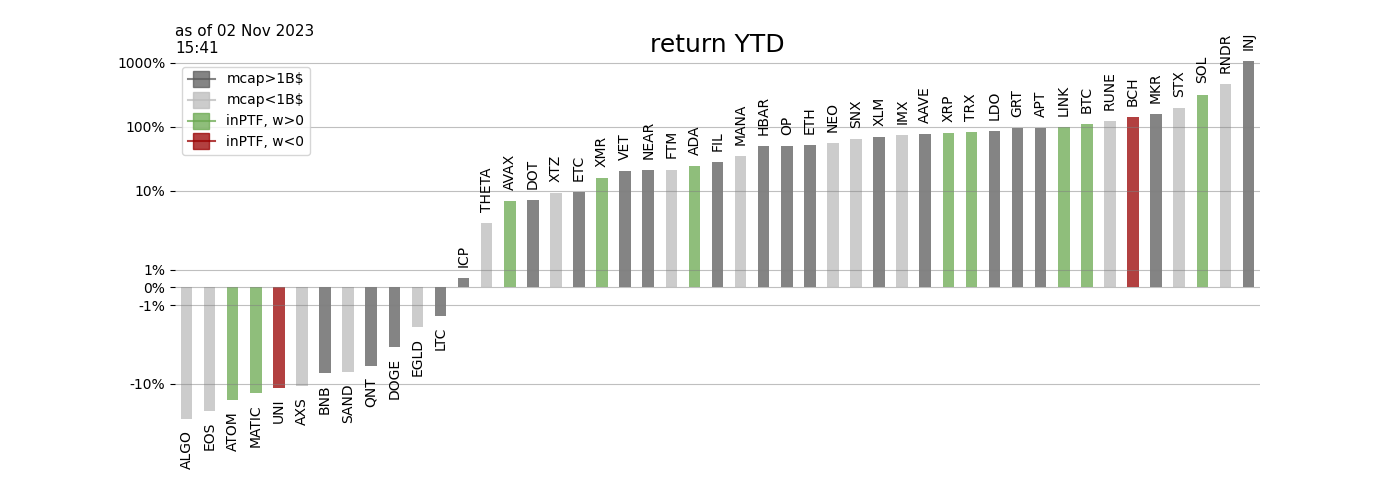 as of 02 Nov 2023
15:41
return YTD
1000%
100%
10%
1%
0%
-1%
-10%
mcap>1B$
mcap<1B$
inPTF, w>0
inPTF, w<0
ALGO
EOS
ATOM
MATIC
UNI
AXS
BNB
SAND
QNT
DOGE
EGLD
LTC
ICP
THETA
AVAX
DOT
XTZ
ETC
XMR
VET
NEAR
FTM
ADA
FIL
MANA
HBAR
OP
ETH
NEO
SNX
XLM
IMX
AAVE
XRP
TRX
LDO
GRT
APT
LINK
BTC
RUNE
BCH
MKR
STX
SOL
RNDR
INJ